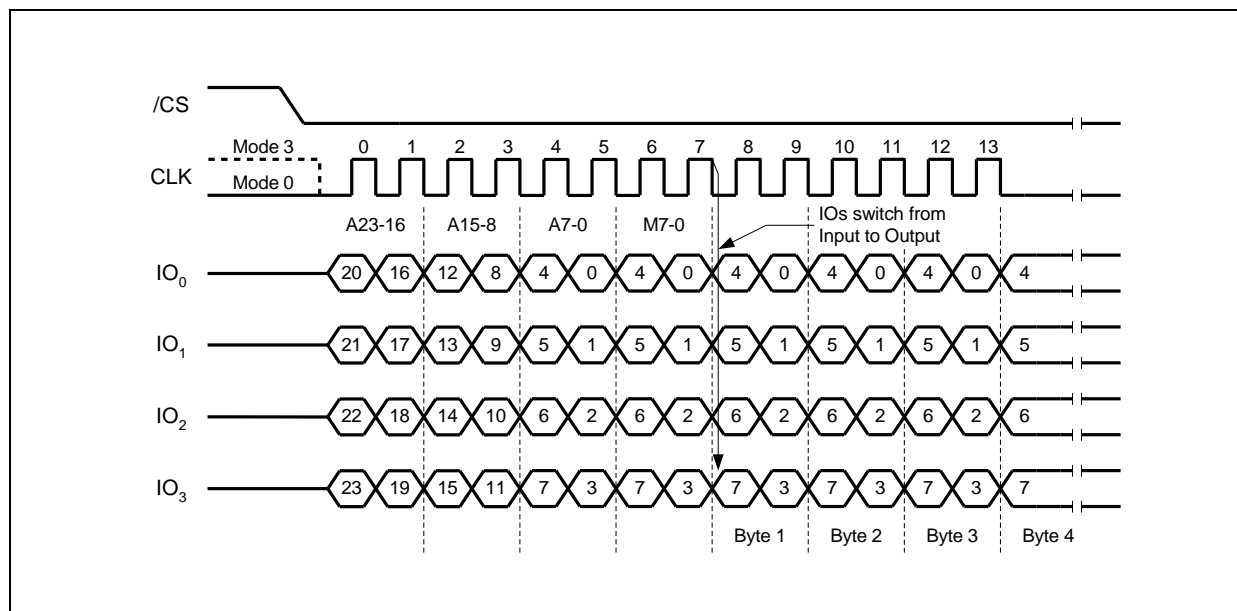 /CS
Mode 3
CLK
Mode 0
0 1 2 3 4 5 6 7 8 9 10 11 12 13
A23-16 A15-8 A7-0 M7-0
IOs switch from
Input to Output
IO0 20 16 12 8 4 0 4 0 4 0 4 0 4 0 4
IO1 21 17 13 9 5 1 5 1 5 1 5 1 5 1 5
IO2 22 18 14 10 6 2 6 2 6 2 6 2 6 2 6
IO3 23 19 15 11 7 3 7 3 7 3 7 3 7 3 7
Byte 1 Byte 2 Byte 3 Byte 4